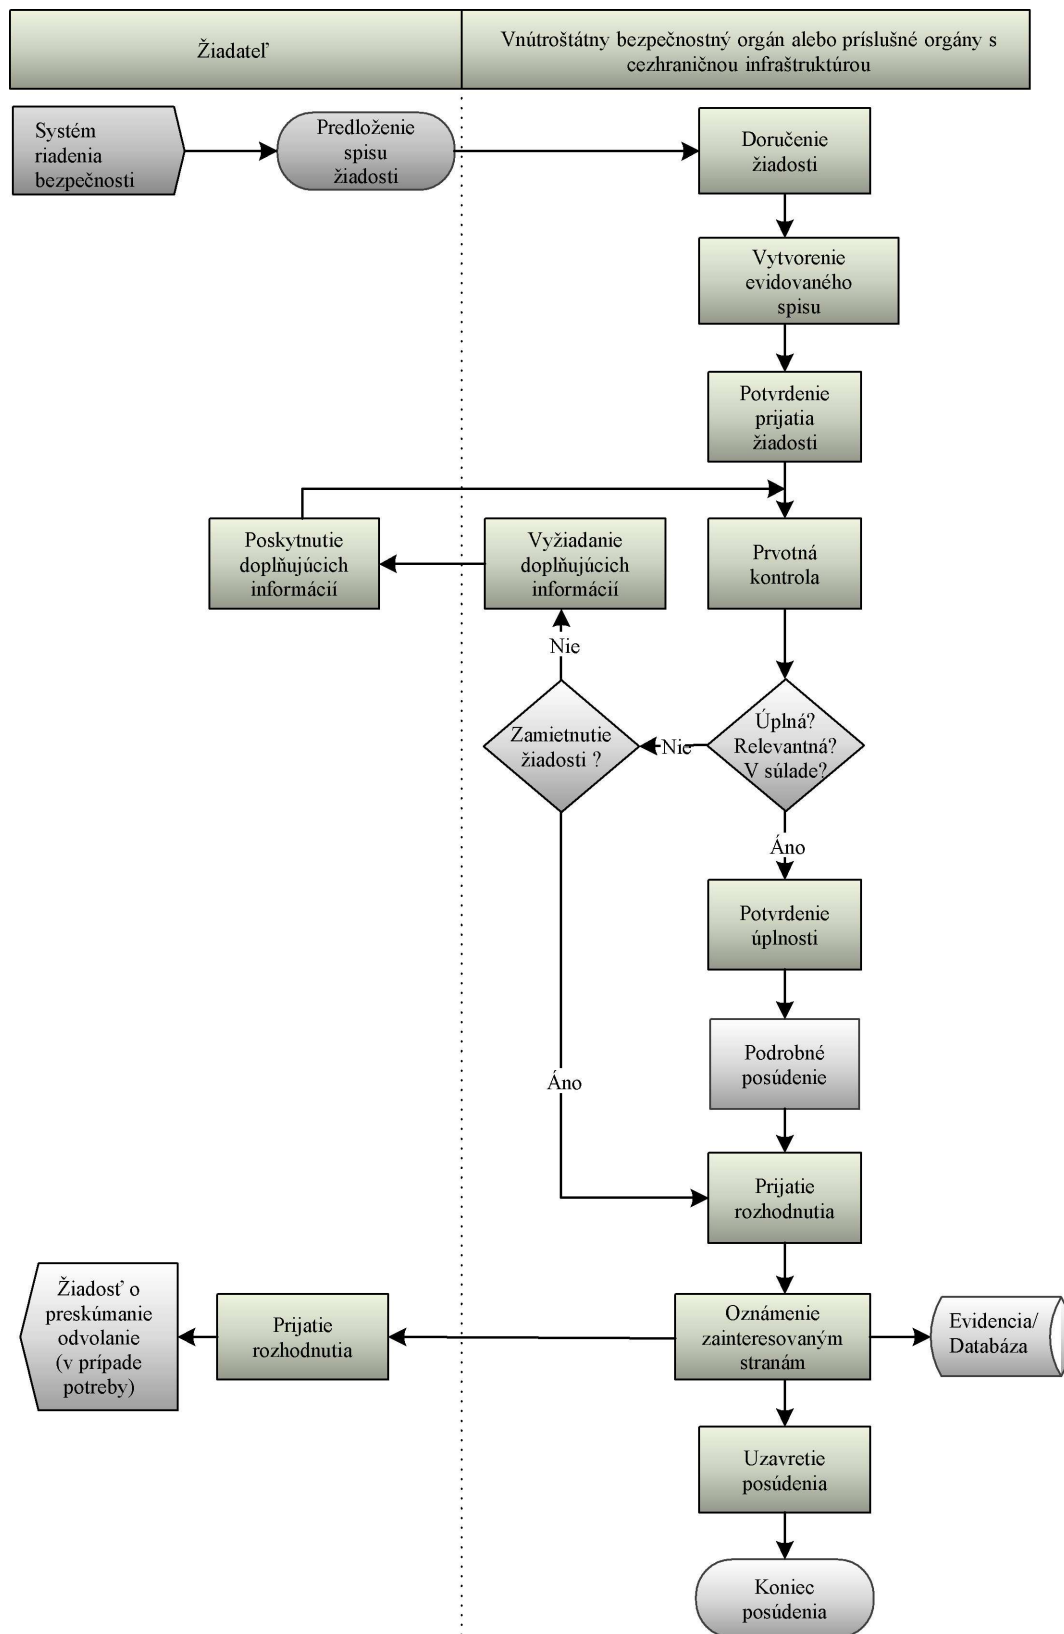 Žiadateľ
Vnútroštátny bezpečnostný orgán alebo príslušné orgány s
cezhraničnou infraštruktúrou
Systém
riadenia
bezpečnosti
Predloženie
spisu
žiadosti
Doručenie
žiadosti
Vytvorenie
evidovaného
spisu
Potvrdenie
prijatia
žiadosti
Poskytnutie
doplňujúcich
informácií
Vyžiadanie
doplňujúcich
informácií
Prvotná
kontrola
Nie
Zamietnutie
žiadosti ?
Nie
Úplná?
Relevantná?
V súlade?
Áno
Potvrdenie
úplnosti
Podrobné
posúdenie
Áno
Prijatie
rozhodnutia
Žiadosť o
preskúmanie
odvolanie
(v prípade
potreby)
Prijatie
rozhodnutia
Oznámenie
zainteresovaným
stranám
Evidencia/
Databáza
Uzavretie
posúdenia
Koniec
posúdenia